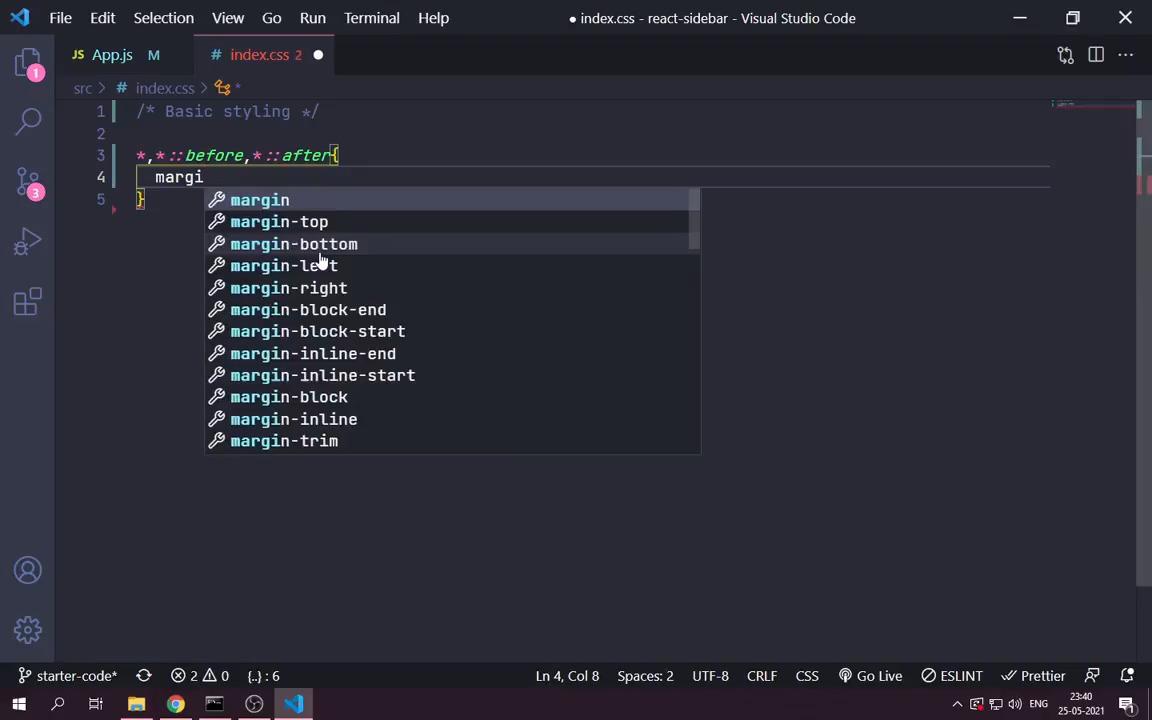 File Edit Selection View Go Run Terminal Help ● index.css - react-sidebar - Visual Studio Code
JS App.js M # index.css 2 ●
src > # index.css > *
1 /* Basic styling */
2
3 *,*::before,*::after{
4 margi
5 }
margin
margin-top
margin-bottom
margin-left
margin-right
margin-block-end
margin-block-start
margin-inline-end
margin-inline-start
margin-block
margin-inline
margin-trim
1
3
starter-code* 2 0 {..} : 6 Ln 4, Col 8 Spaces: 2 UTF-8 CRLF CSS Go Live ESLINT Prettier
ENG 23:40
25-05-2021 1